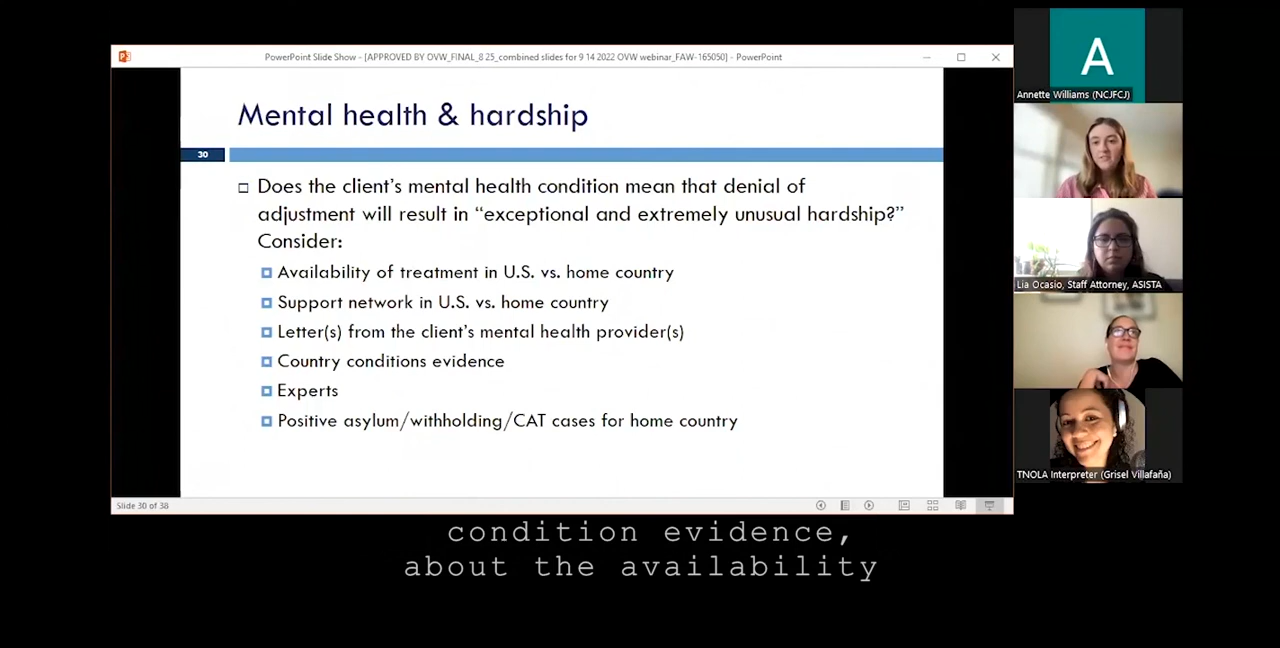 PowerPoint Slide Show - [APPROVED BY OVW_FINAL_8 25_combined slides for 9 14 2022 OVW webinar_FAW-165050] - PowerPoint
Mental health & hardship
30
Does the client's mental health condition mean that denial of
adjustment will result in “exceptional and extremely unusual hardship?”
Consider:
Availability of treatment in U.S. vs. home country
Support network in U.S. vs. home country
Letter(s) from the client's mental health provider(s)
Country conditions evidence
Experts
Positive asylum/withholding/CAT cases for home country
Slide 30 of 38
A
Annette Williams (NCJFCJ)
Lia Ocasio, Staff Attorney, ASISTA
TNOLA Interpreter (Grisel Villafaña)
condition evidence,
about the availability